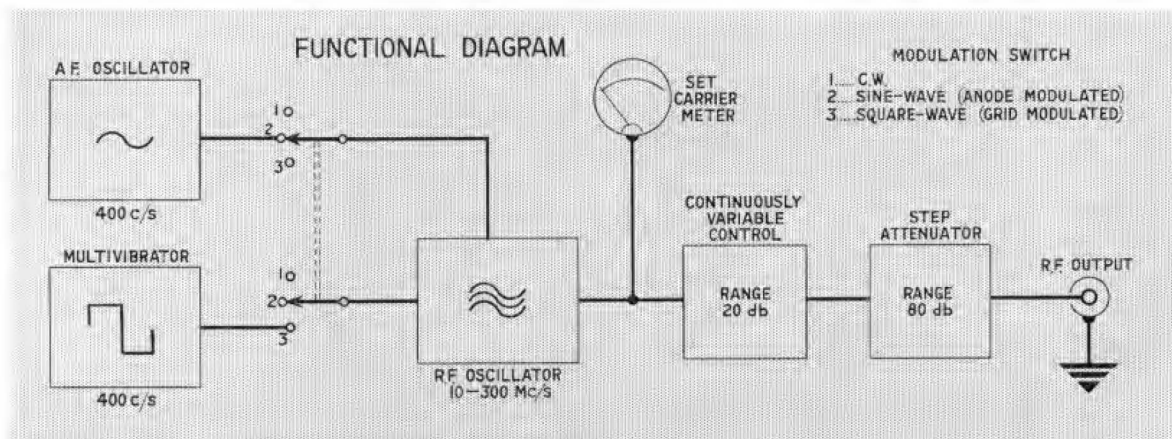 FUNCTIONAL DIAGRAM
A.F. OSCILLATOR
400 c/s
MULTIVIBRATOR
400 c/s
1
2
3
1
2
3
R.F. OSCILLATOR
10–300 Mc/s
SET
CARRIER
METER
MODULATION SWITCH
1....C.W.
2....SINE-WAVE (ANODE MODULATED)
3....SQUARE-WAVE (GRID MODULATED)
CONTINUOUSLY
VARIABLE
CONTROL
RANGE
20 db
STEP
ATTENUATOR
RANGE
80 db
R.F. OUTPUT